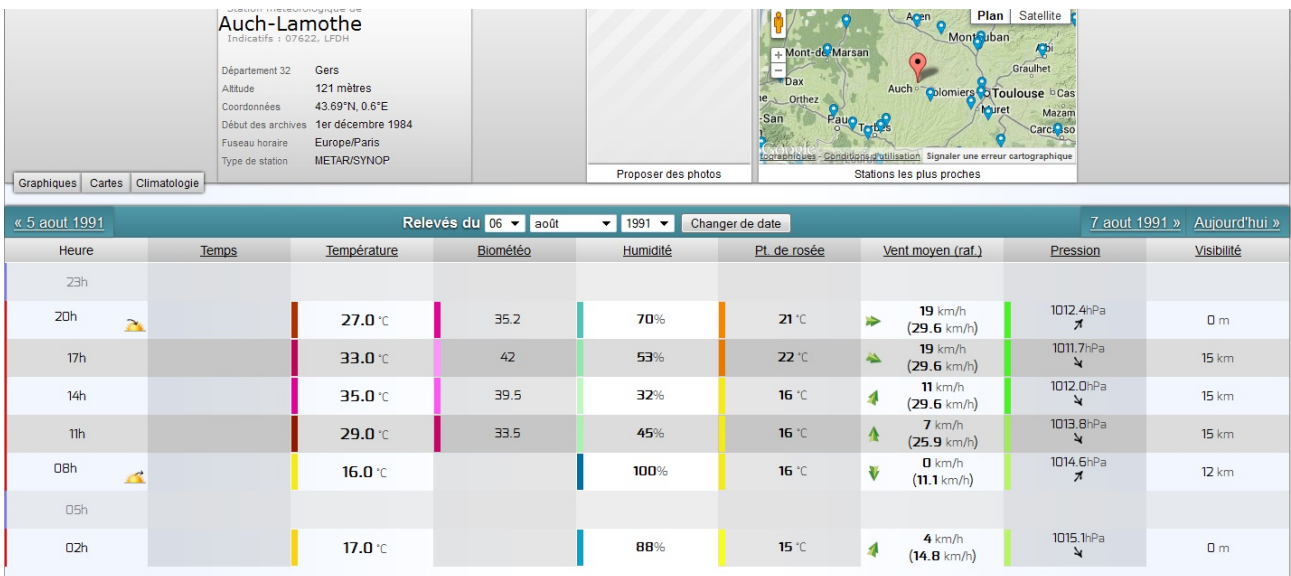 Station météorologique de
Auch-Lamothe
Indicatifs : 07622, LFDH
Département 32 Gers
Altitude 121 mètres
Coordonnées 43.69°N, 0.6°E
Début des archives 1er décembre 1984
Fuseau horaire Europe/Paris
Type de station METAR/SYNOP
Proposer des photos
Plan Satellite
Agen
Montauban
Mont-de-Marsan
Albi
Graulhet
Dax
Auch
Colomiers
Toulouse
Cas
Orthez
Muret
Mazam
Pau
Tarbes
Carcasso
Google
Conditions d'utilisation Signaler une erreur cartographique
Stations les plus proches
Graphiques Cartes Climatologie
« 5 aout 1991 Relevés du 06 août 1991 Changer de date 7 aout 1991 » Aujourd'hui »
Heure Temps Température Biométéo Humidité Pt. de rosée Vent moyen (raf.) Pression Visibilité
23h
20h 27.0 °C 35.2 70% 21 °C 19 km/h (29.6 km/h) 1012.4hPa 0 m
17h 33.0 °C 42 53% 22 °C 19 km/h (29.6 km/h) 1011.7hPa 15 km
14h 35.0 °C 39.5 32% 16 °C 11 km/h (29.6 km/h) 1012.0hPa 15 km
11h 29.0 °C 33.5 45% 16 °C 7 km/h (25.9 km/h) 1013.8hPa 15 km
08h 16.0 °C 100% 16 °C 0 km/h (11.1 km/h) 1014.6hPa 12 km
05h
02h 17.0 °C 88% 15 °C 4 km/h (14.8 km/h) 1015.1hPa 0 m